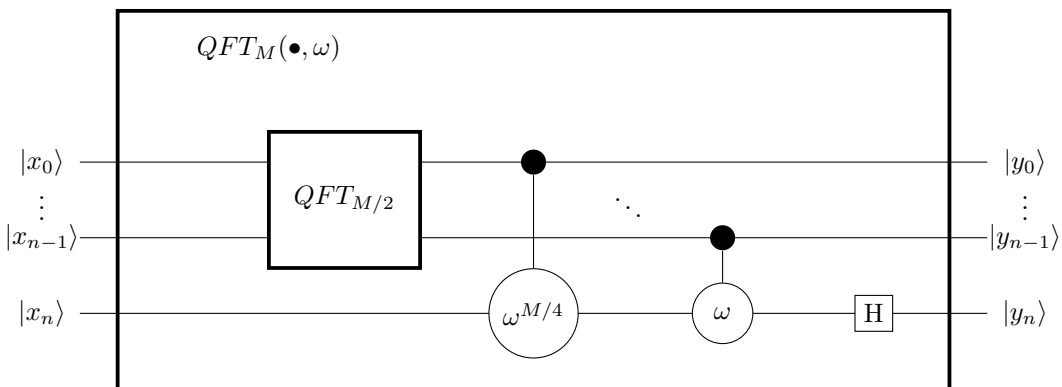 QFT_M(•, ω)
|x_0⟩ |y_0⟩
⋮ QFT_{M/2} ⋱ ⋮
|x_{n−1}⟩ |y_{n−1}⟩
|x_n⟩ ω^{M/4} ω H |y_n⟩